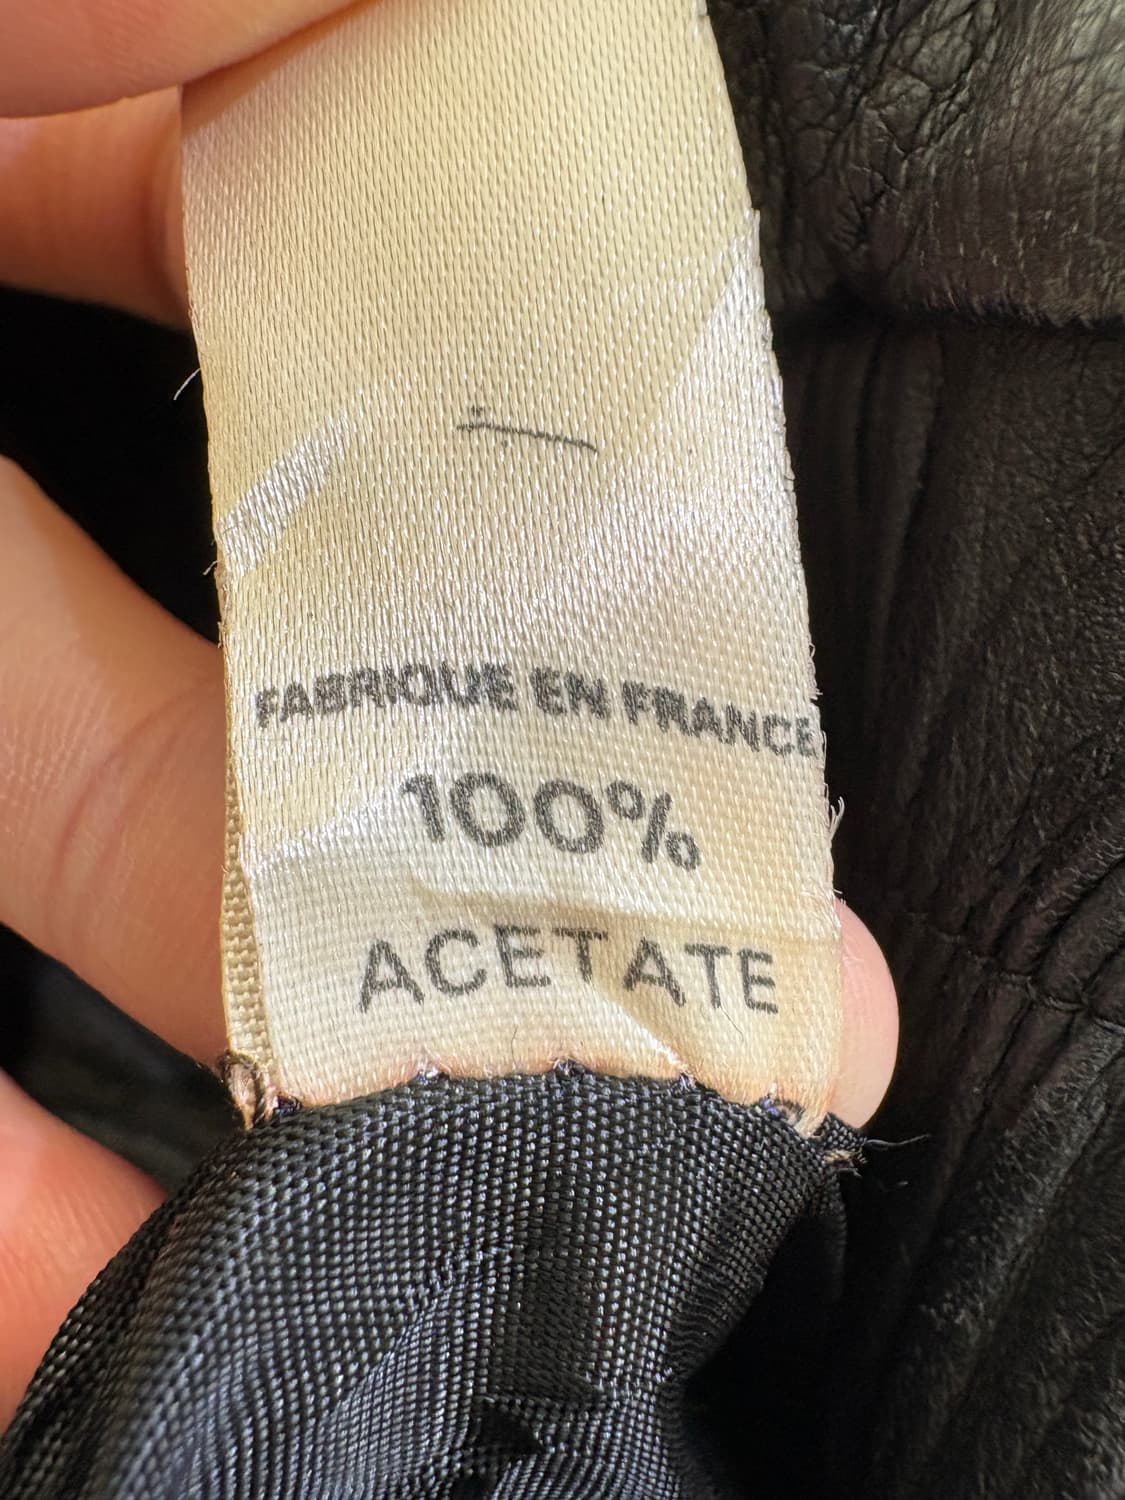 FABRIQUE EN FRANCE
100%
ACETATE